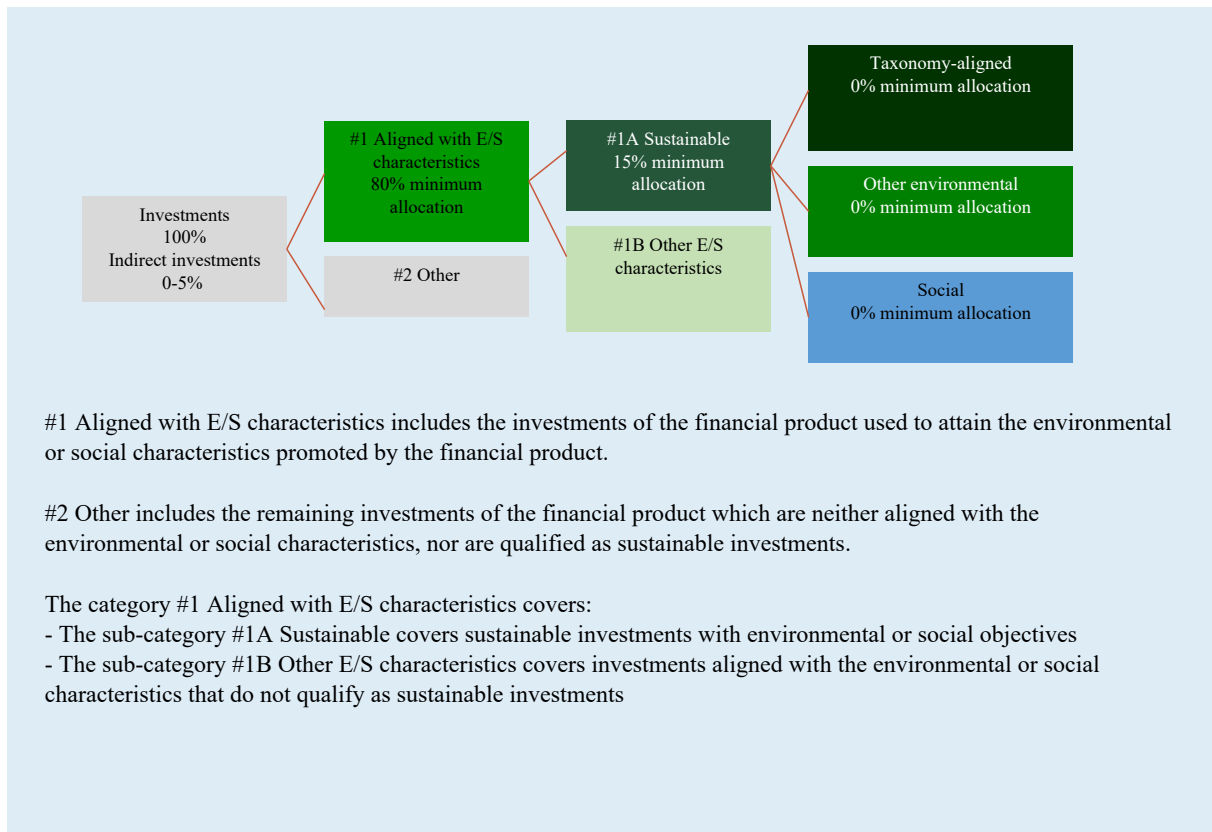 Investments
100%
Indirect investments
0-5%
#1 Aligned with E/S
characteristics
80% minimum
allocation
#2 Other
#1A Sustainable
15% minimum
allocation
#1B Other E/S
characteristics
Taxonomy-aligned
0% minimum allocation
Other environmental
0% minimum allocation
Social
0% minimum allocation
#1 Aligned with E/S characteristics includes the investments of the financial product used to attain the environmental
or social characteristics promoted by the financial product.
#2 Other includes the remaining investments of the financial product which are neither aligned with the
environmental or social characteristics, nor are qualified as sustainable investments.
The category #1 Aligned with E/S characteristics covers:
- The sub-category #1A Sustainable covers sustainable investments with environmental or social objectives
- The sub-category #1B Other E/S characteristics covers investments aligned with the environmental or social
characteristics that do not qualify as sustainable investments